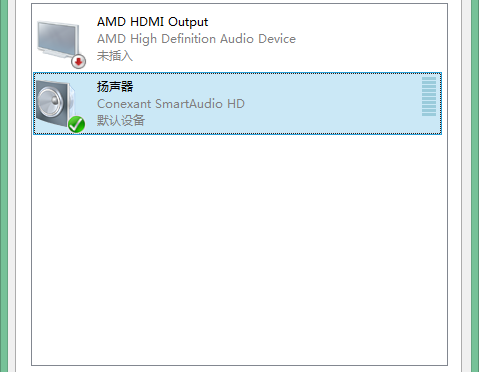 AMD HDMI Output
AMD High Definition Audio Device
未插入
扬声器
Conexant SmartAudio HD
默认设备